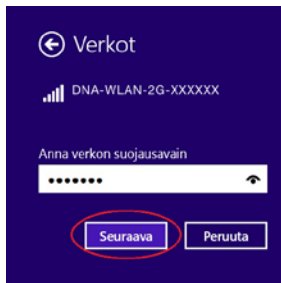 Verkot
DNA-WLAN-2G-XXXXXX
Anna verkon suojausavain
•••••••
Seuraava Peruuta